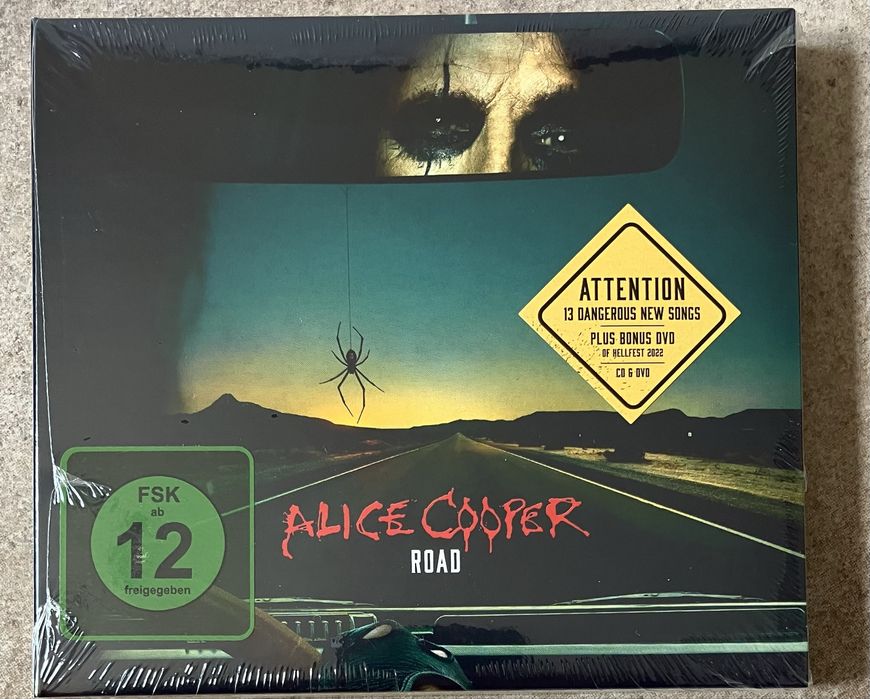 ATTENTION
13 DANGEROUS NEW SONGS
PLUS BONUS DVD
OF HELLFEST 2022
CD & DVD
FSK
ab
12
freigegeben
ALICE COOPER
ROAD